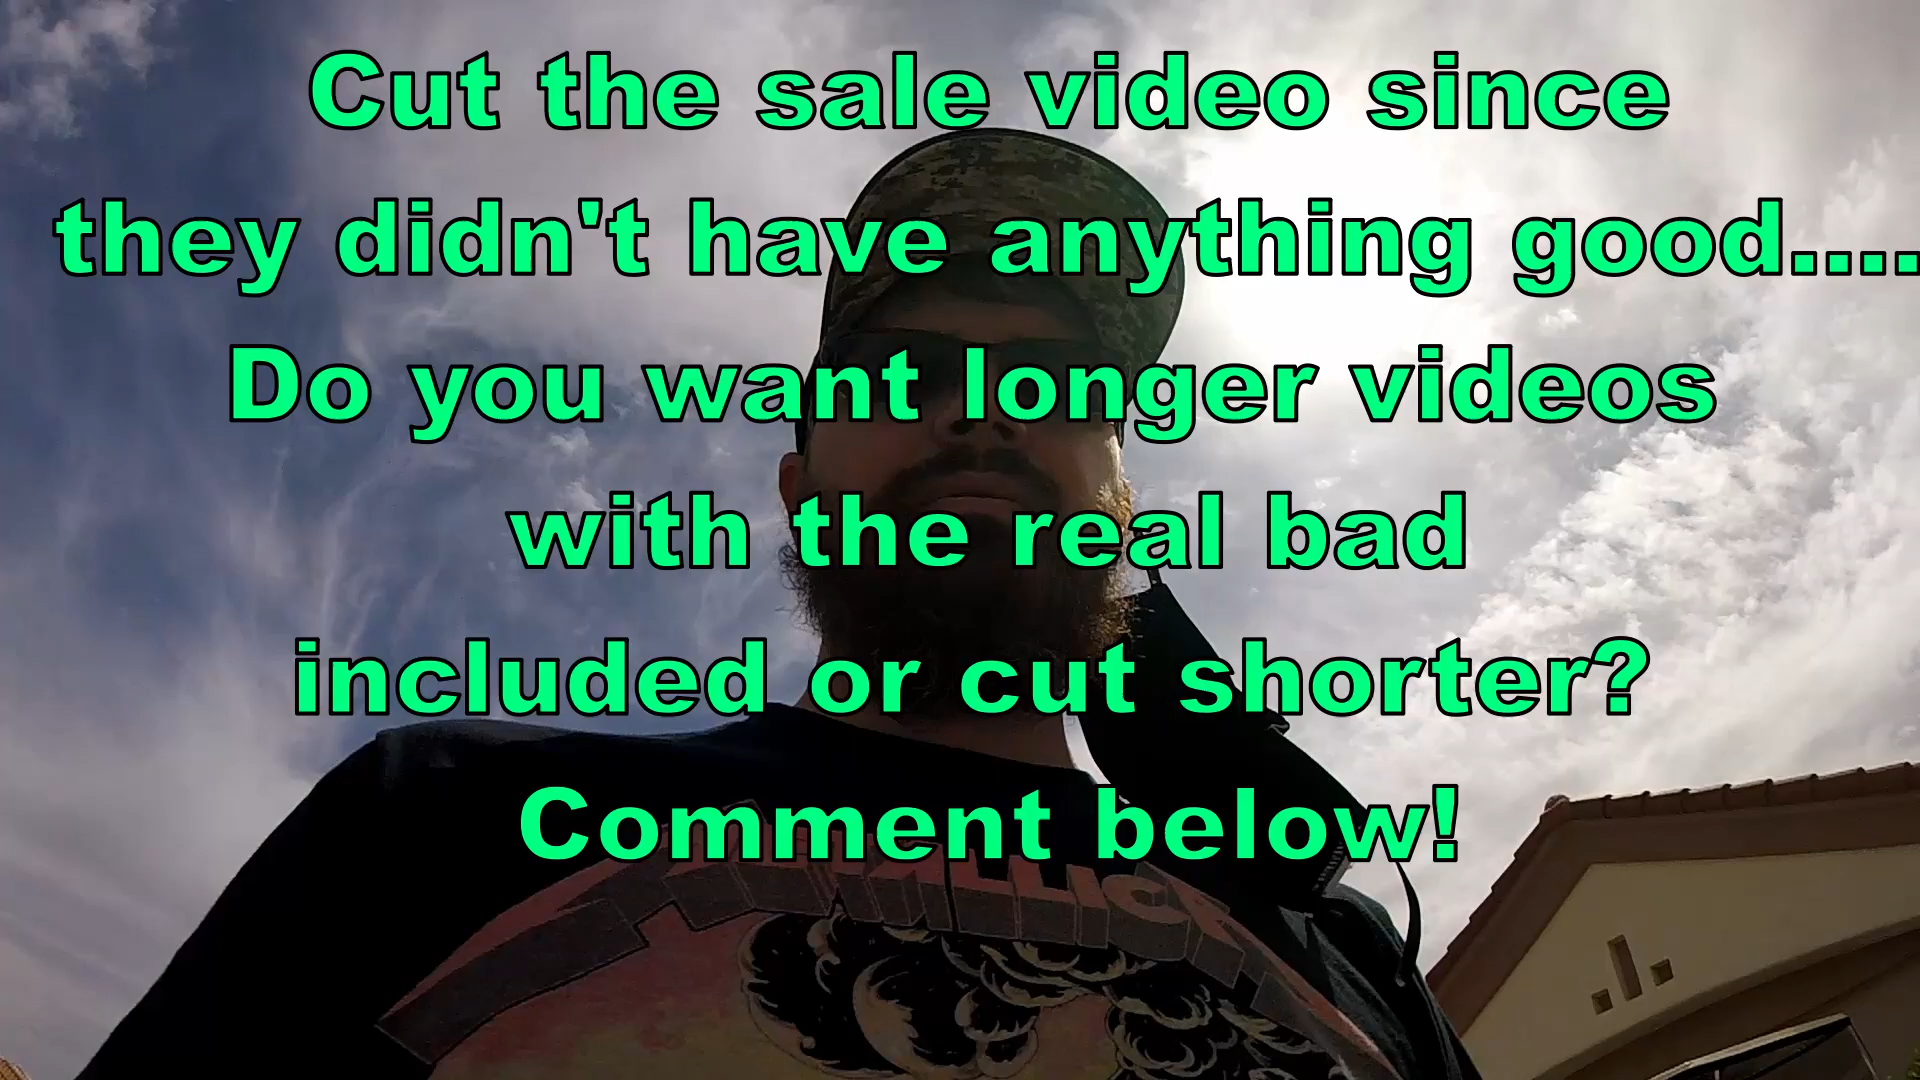 Cut the sale video since
they didn't have anything good....
Do you want longer videos
with the real bad
included or cut shorter?
Comment below!
METALLICA